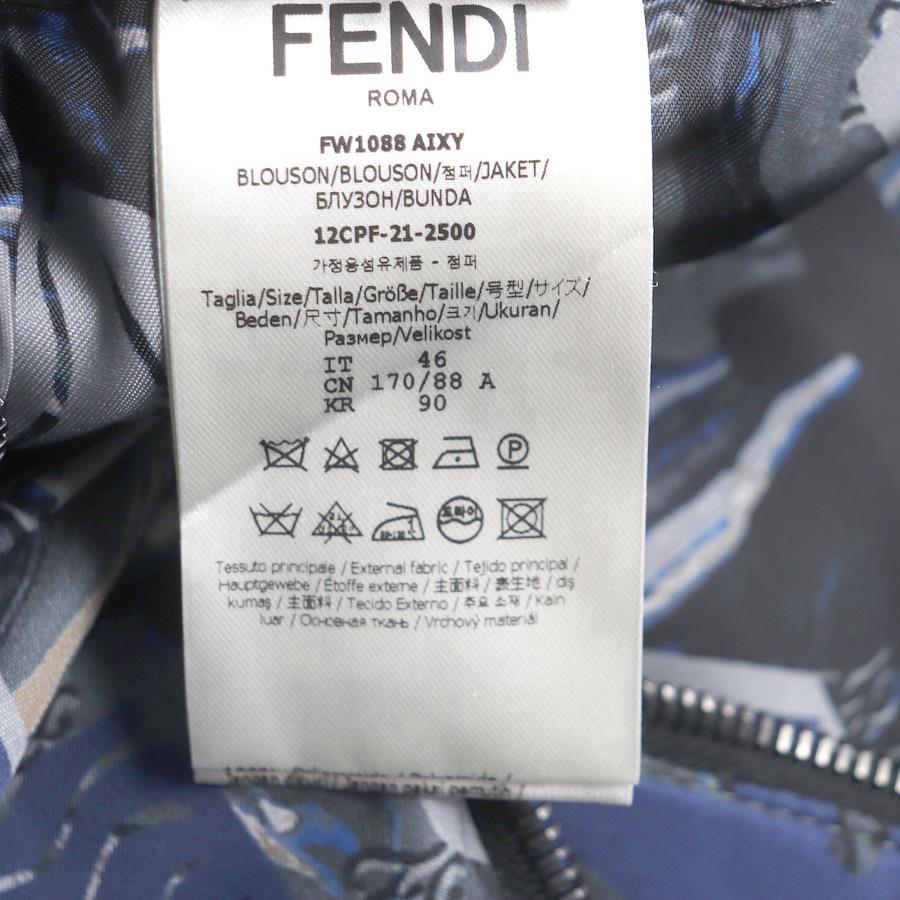 FENDI
ROMA
FW1088 AIXY
BLOUSON/BLOUSON/점퍼/JAKET/
БЛУЗОН/BUNDA
12CPF-21-2500
가정용섬유제품 - 점퍼
Taglia/Size/Talla/Größe/Taille/号型/サイズ/
Beden/尺寸/Tamanho/크기/Ukuran/
Размер/Velikost
IT 46
CN 170/88 A
KR 90
P
드라이
Tessuto principale / External fabric / Tejido principal /
Hauptgewebe / Étoffe externe / 主面料 / 表生地 / diş
kumaş / 主面料 / Tecido Externo / 주요 소재 / Kain
luar / Основная ткань / Vrchový materiál